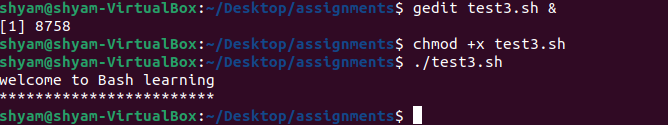 shyam@shyam-VirtualBox:~/Desktop/assignments$ gedit test3.sh &
[1] 8758
shyam@shyam-VirtualBox:~/Desktop/assignments$ chmod +x test3.sh
shyam@shyam-VirtualBox:~/Desktop/assignments$ ./test3.sh
welcome to Bash learning
************************
shyam@shyam-VirtualBox:~/Desktop/assignments$